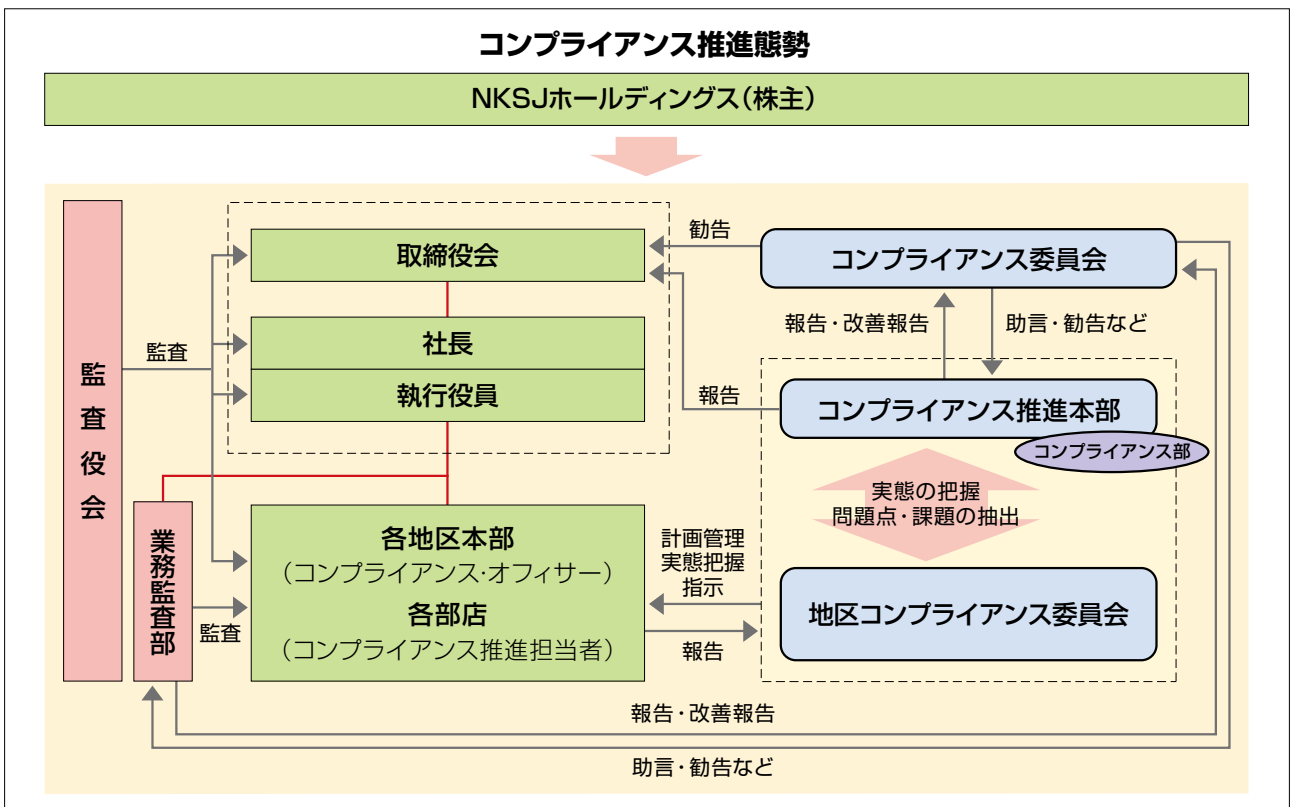 コンプライアンス推進態勢
NKSJホールディングス(株主)
監査役会
監査
取締役会
社長
執行役員
勧告
コンプライアンス委員会
報告・改善報告
助言・勧告など
報告
コンプライアンス推進本部
コンプライアンス部
実態の把握
問題点・課題の抽出
業務監査部
監査
各地区本部
(コンプライアンス・オフィサー)
各部店
(コンプライアンス推進担当者)
計画管理
実態把握
指示
報告
地区コンプライアンス委員会
報告・改善報告
助言・勧告など